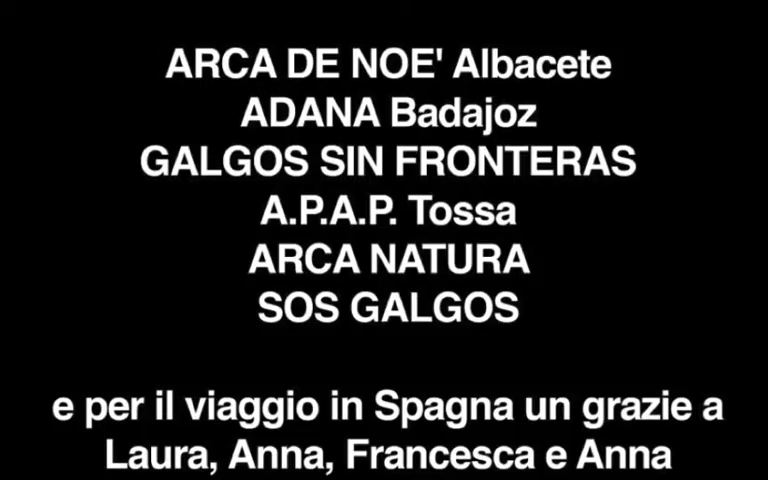 ARCA DE NOE' Albacete
ADANA Badajoz
GALGOS SIN FRONTERAS
A.P.A.P. Tossa
ARCA NATURA
SOS GALGOS
e per il viaggio in Spagna un grazie a
Laura, Anna, Francesca e Anna